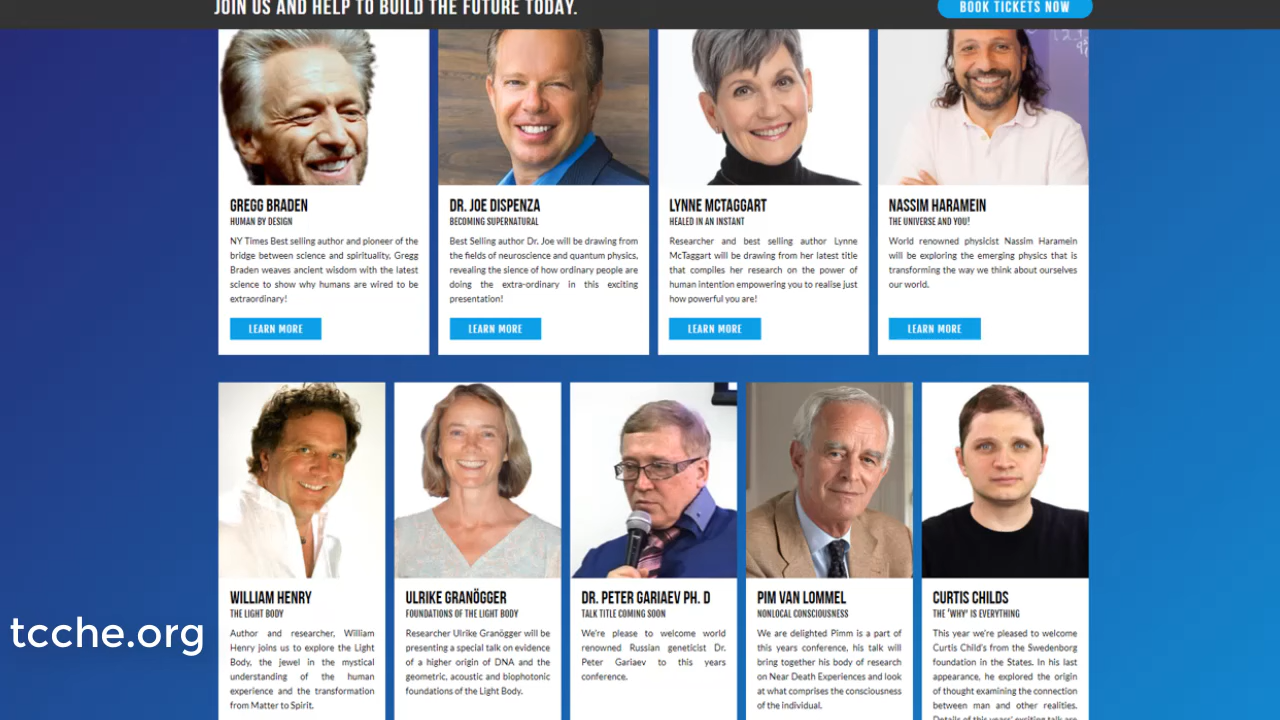 JOIN US AND HELP TO BUILD THE FUTURE TODAY.
BOOK TICKETS NOW
GREGG BRADEN
HUMAN BY DESIGN
NY Times Best selling author and pioneer of the
bridge between science and spirituality, Gregg
Braden weaves ancient wisdom with the latest
science to show why humans are wired to be
extraordinary!
LEARN MORE
DR. JOE DISPENZA
BECOMING SUPERNATURAL
Best Selling author Dr. Joe will be drawing from
the fields of neuroscience and quantum physics,
revealing the sience of how ordinary people are
doing the extra-ordinary in this exciting
presentation!
LEARN MORE
LYNNE MCTAGGART
HEALED IN AN INSTANT
Researcher and best selling author Lynne
McTaggart will be drawing from her latest title
that compiles her research on the power of
human intention empowering you to realise just
how powerful you are!
LEARN MORE
NASSIM HARAMEIN
THE UNIVERSE AND YOU!
World renowned physicist Nassim Haramein
will be exploring the emerging physics that is
transforming the way we think about ourselves
our world.
LEARN MORE
WILLIAM HENRY
THE LIGHT BODY
Author and researcher, William
Henry joins us to explore the Light
Body, the jewel in the mystical
understanding of the human
experience and the transformation
from Matter to Spirit.
ULRIKE GRANÖGGER
FOUNDATIONS OF THE LIGHT BODY
Researcher Ulrike Granögger will be
presenting a special talk on evidence
of a higher origin of DNA and the
geometric, acoustic and biophotonic
foundations of the Light Body.
DR. PETER GARIAEV PH. D
TALK TITLE COMING SOON
We're please to welcome world
renowned Russian geneticist Dr.
Peter Gariaev to this years
conference.
PIM VAN LOMMEL
NONLOCAL CONSCIOUSNESS
We are delighted Pimm is a part of
this years conference, his talk will
bring together his body of research
on Near Death Experiences and look
at what comprises the consciousness
of the individual.
CURTIS CHILDS
THE 'WHY' IS EVERYTHING
This year we're pleased to welcome
Curtis Child's from the Swedenborg
foundation in the States. In his last
appearance, he explored the origin
of thought examining the connection
between man and other realities.
Details of this years' exciting talk are
tcche.org